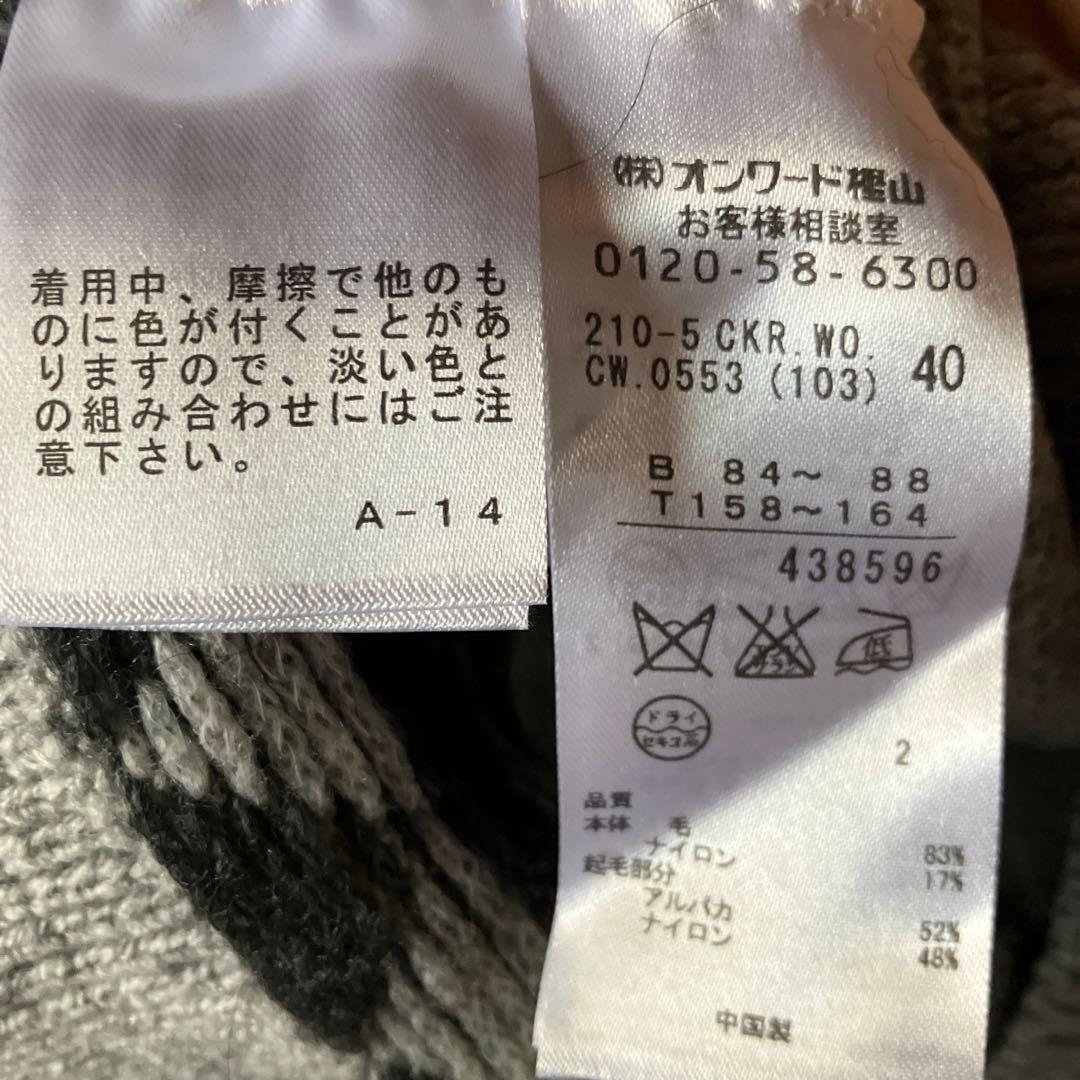 着用中、摩擦で他のも
のに色が付くことがあ
りますので、淡い色と
の組み合わせにはご注
意下さい。
A-14
(株)オンワード樫山
お客様相談室
0120-58-6300
210-5 CKR.WO.
CW.0553 (103) 40
B 84〜 88
T 158〜164
438596
低
ドライ
セキユ系
2
品質
本体 毛 83%
ナイロン 17%
起毛部分
アルパカ 52%
ナイロン 48%
中国製